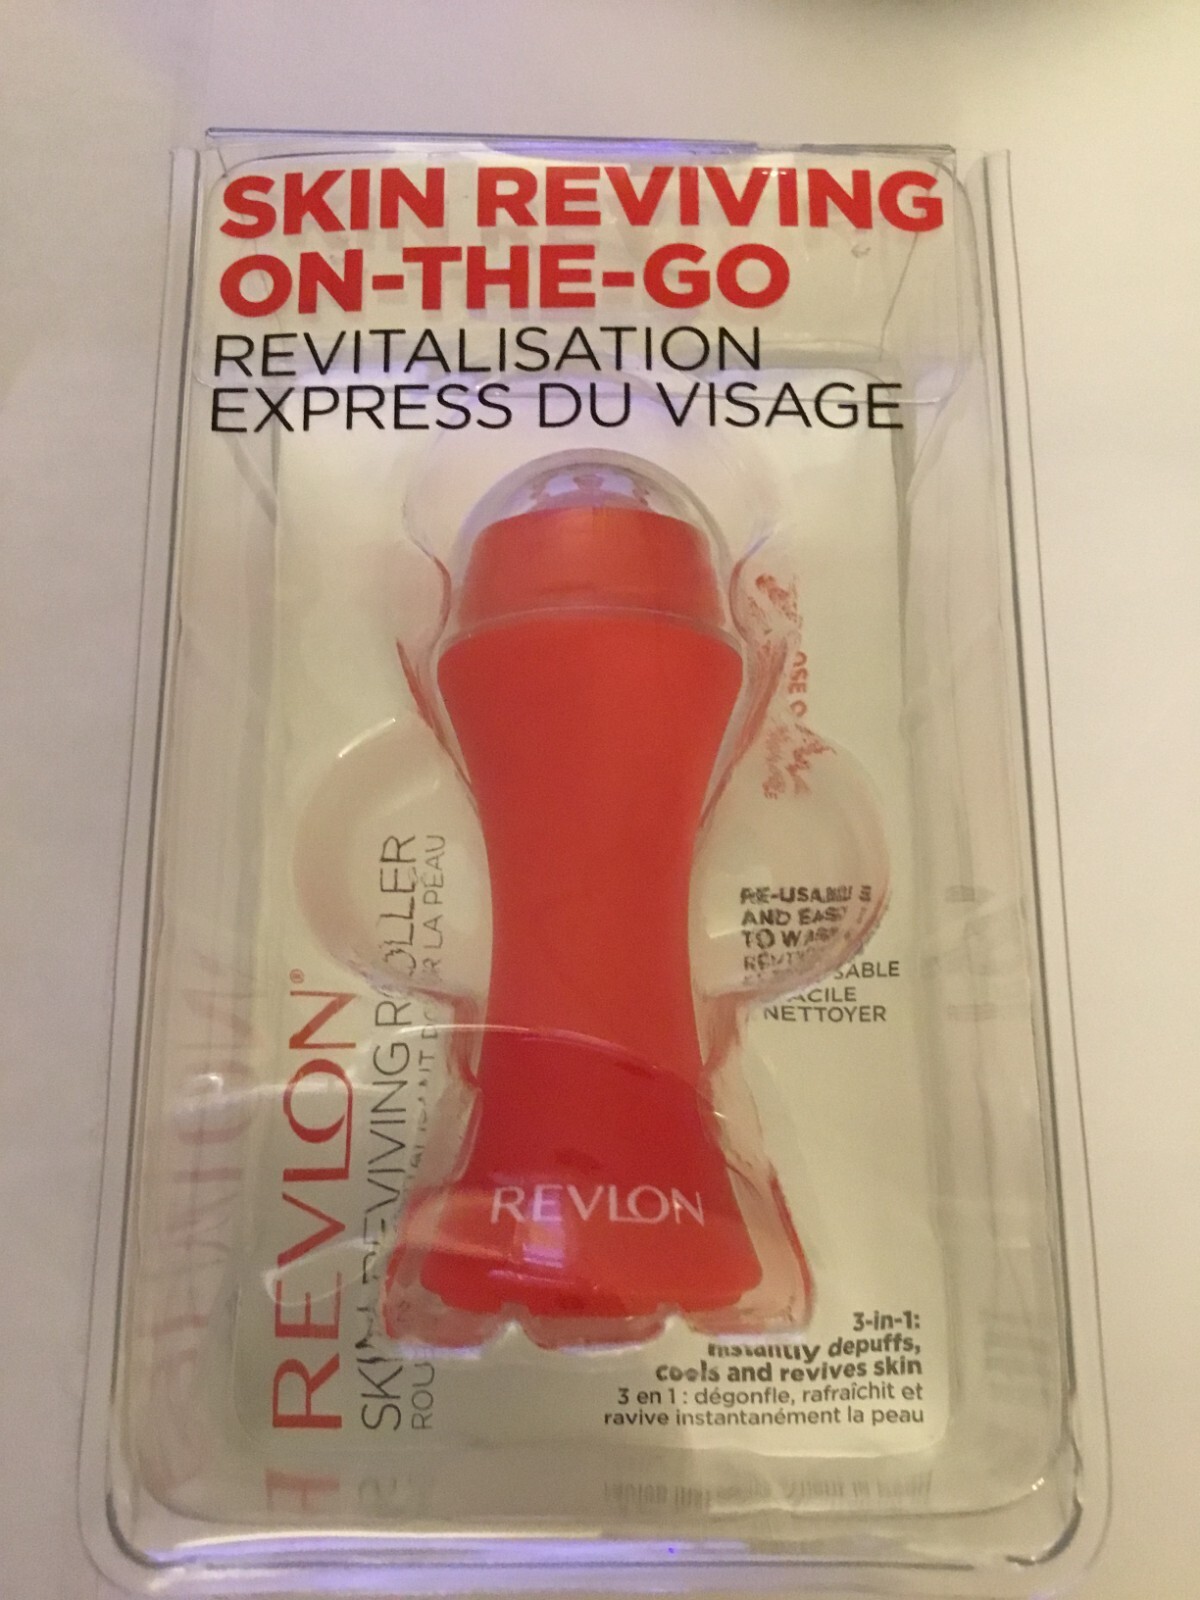 SKIN REVIVING
ON-THE-GO
REVITALISATION
EXPRESS DU VISAGE
REVLON®
SKIN REVIVING ROLLER
LA PEAU
RE-USABLE
AND EASY
TO WASH
NETTOYER
REVLON
3-in-1:
instantly depuffs,
cools and revives skin
3 en 1 : dégonfle, rafraîchit et
ravive instantanément la peau